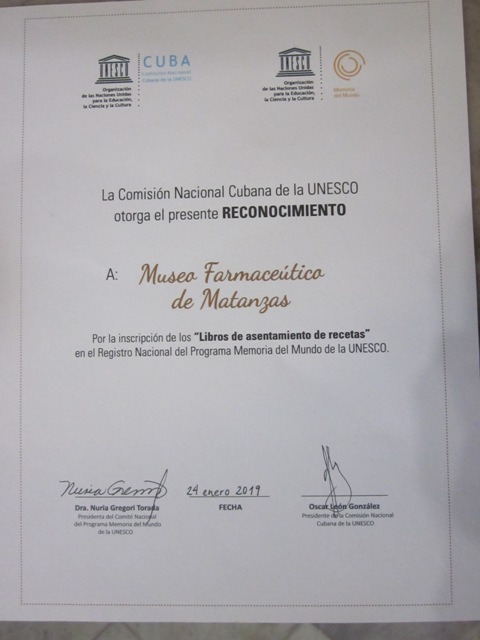 UNESCO
CUBA
Comisión Nacional
Cubana de la UNESCO
Organización
de las Naciones Unidas
para la Educación,
la Ciencia y la Cultura
UNESCO
Organización
de las Naciones Unidas
para la Educación,
la Ciencia y la Cultura
Memoria
del Mundo
La Comisión Nacional Cubana de la UNESCO
otorga el presente RECONOCIMIENTO
A: Museo Farmaceútico
de Matanzas
Por la inscripción de los "Libros de asentamiento de recetas"
en el Registro Nacional del Programa Memoria del Mundo de la UNESCO.
24 enero 2019
Dra. Nuria Gregori Torada
Presidenta del Comité Nacional
del Programa Memoria del Mundo
de la UNESCO
FECHA
Oscar León González
Presidente de la Comisión Nacional
Cubana de la UNESCO